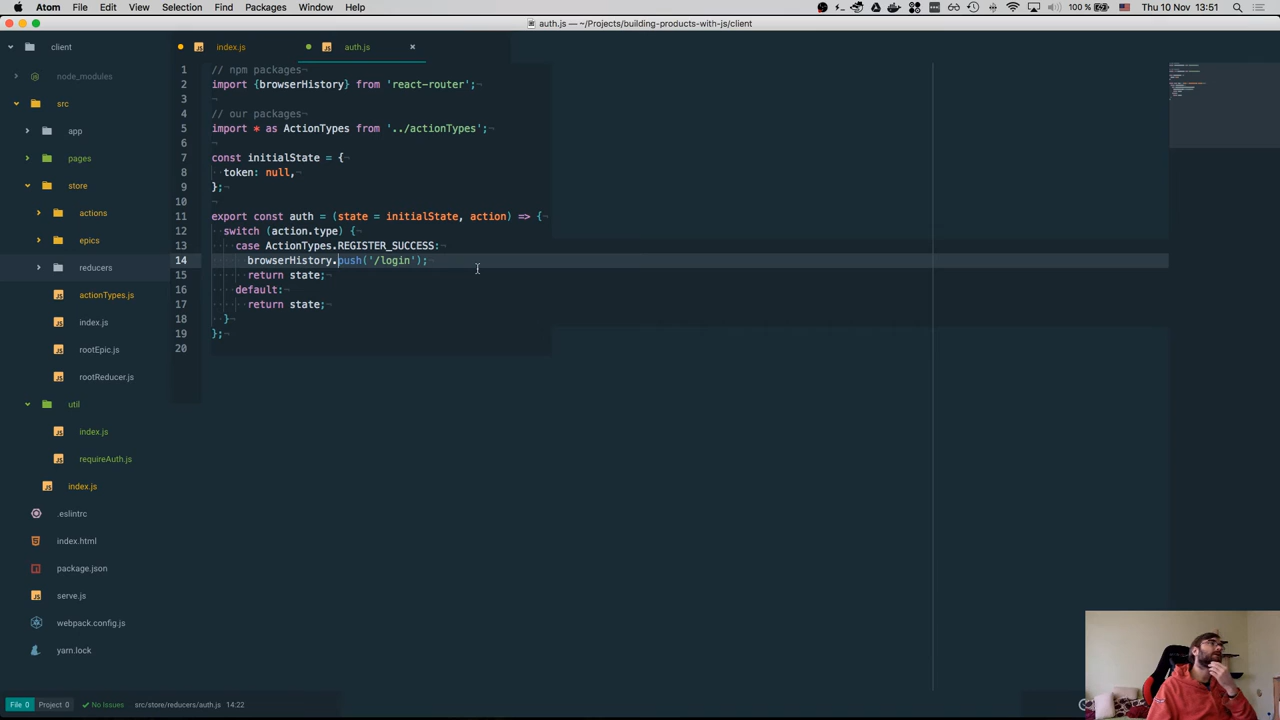 Atom File Edit View Selection Find Packages Window Help 100 % Thu 10 Nov 13:51
auth.js — ~/Projects/building-products-with-js/client
client
node_modules
src
app
pages
store
actions
epics
reducers
actionTypes.js
index.js
rootEpic.js
rootReducer.js
util
index.js
requireAuth.js
index.js
.eslintrc
index.html
package.json
serve.js
webpack.config.js
yarn.lock
index.js auth.js ×
1 // npm packages¬
2 import {browserHistory} from 'react-router';¬
3 ¬
4 // our packages¬
5 import * as ActionTypes from '../actionTypes';¬
6 ¬
7 const initialState = {¬
8 ··token: null,¬
9 };¬
10 ¬
11 export const auth = (state = initialState, action) => {¬
12 ··switch (action.type) {¬
13 ····case ActionTypes.REGISTER_SUCCESS:¬
14 ······browserHistory.push('/login');¬
15 ······return state;¬
16 ····default:¬
17 ······return state;¬
18 ··}¬
19 };¬
20
File 0 Project 0 ✓ No Issues src/store/reducers/auth.js 14:22